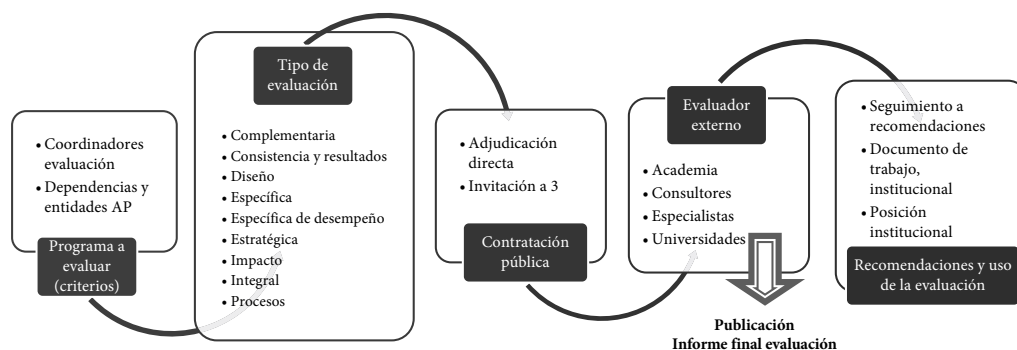 • Coordinadores
evaluación
• Dependencias y
entidades AP
Programa a
evaluar
(criterios)
Tipo de
evaluación
• Complementaria
• Consistencia y resultados
• Diseño
• Específica
• Específica de desempeño
• Estratégica
• Impacto
• Integral
• Procesos
• Adjudicación
directa
• Invitación a 3
Contratación
pública
Evaluador
externo
• Academia
• Consultores
• Especialistas
• Universidades
Publicación
Informe final evaluación
• Seguimiento a
recomendaciones
• Documento de
trabajo,
institucional
• Posición
institucional
Recomendaciones y uso
de la evaluación